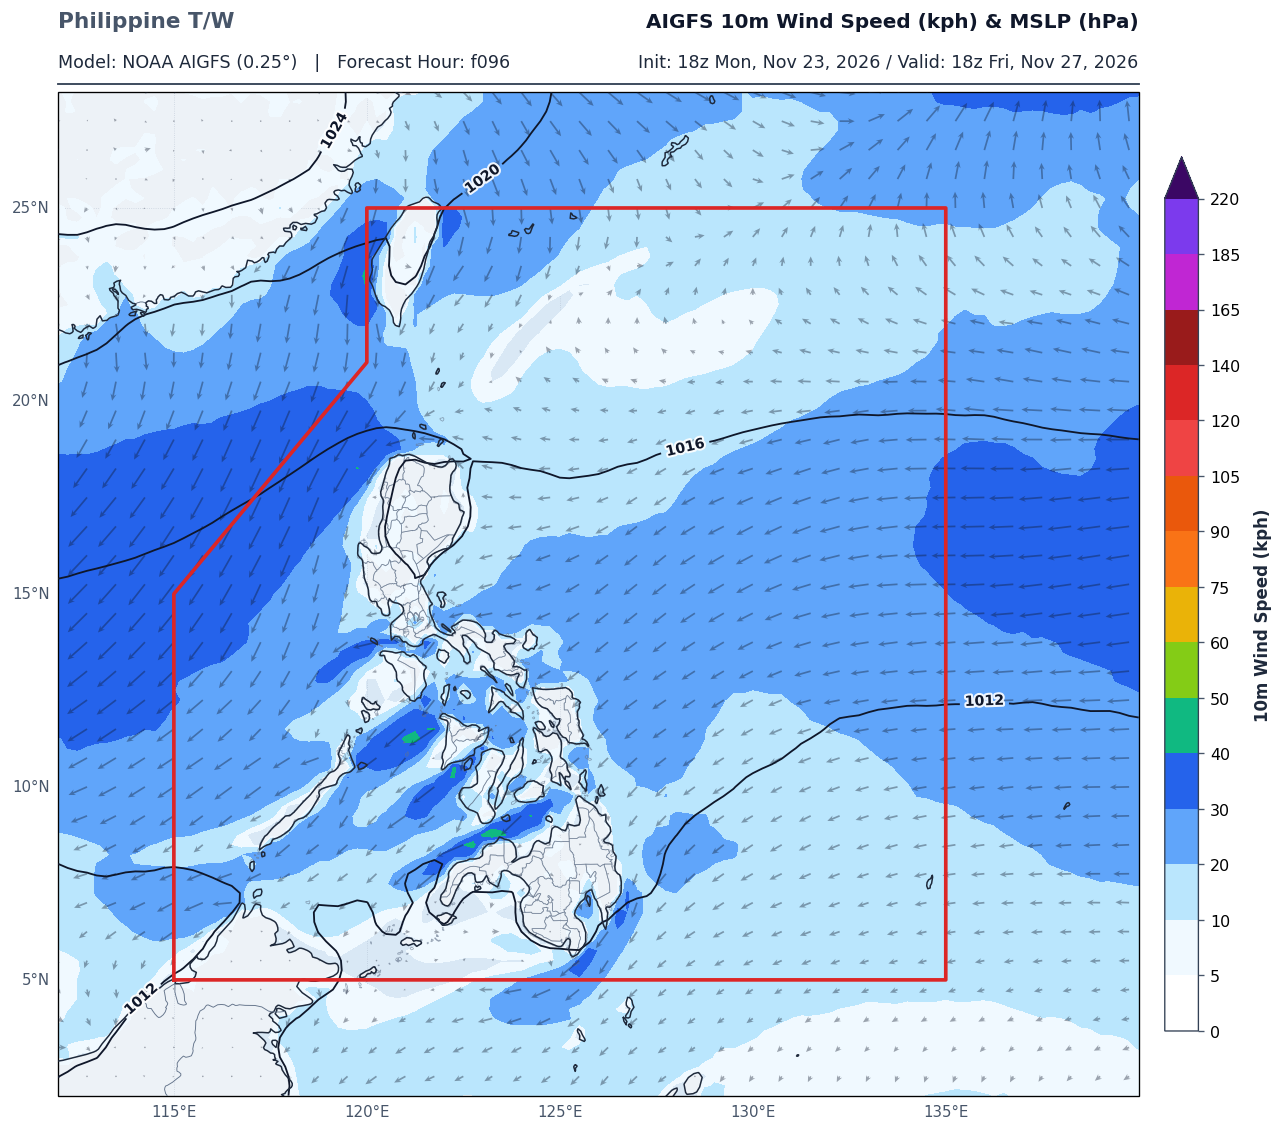 Philippine T/W
AIGFS 10m Wind Speed (kph) & MSLP (hPa)
Model: NOAA AIGFS (0.25°)   |   Forecast Hour: f096
Init: 18z Mon, Nov 23, 2026 / Valid: 18z Fri, Nov 27, 2026
1024
1020
1016
1012
1012
25°N
20°N
15°N
10°N
5°N
115°E
120°E
125°E
130°E
135°E
220
185
165
140
120
105
90
75
60
50
40
30
20
10
5
0
10m Wind Speed (kph)